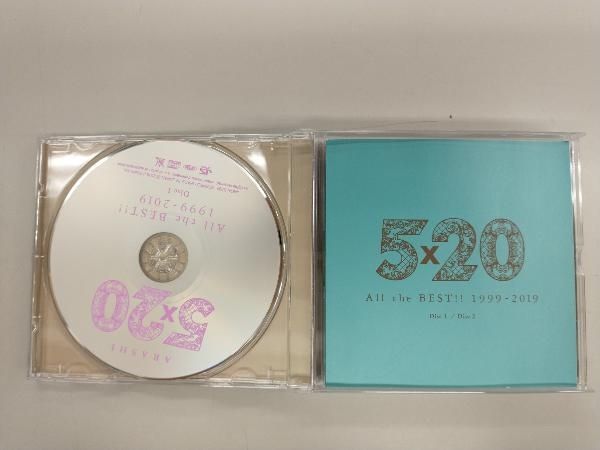 ARASHI
5x20
All the BEST!!
1999-2019
Disc 1
5x20
All the BEST!! 1999-2019
Disc 1 / Disc 2